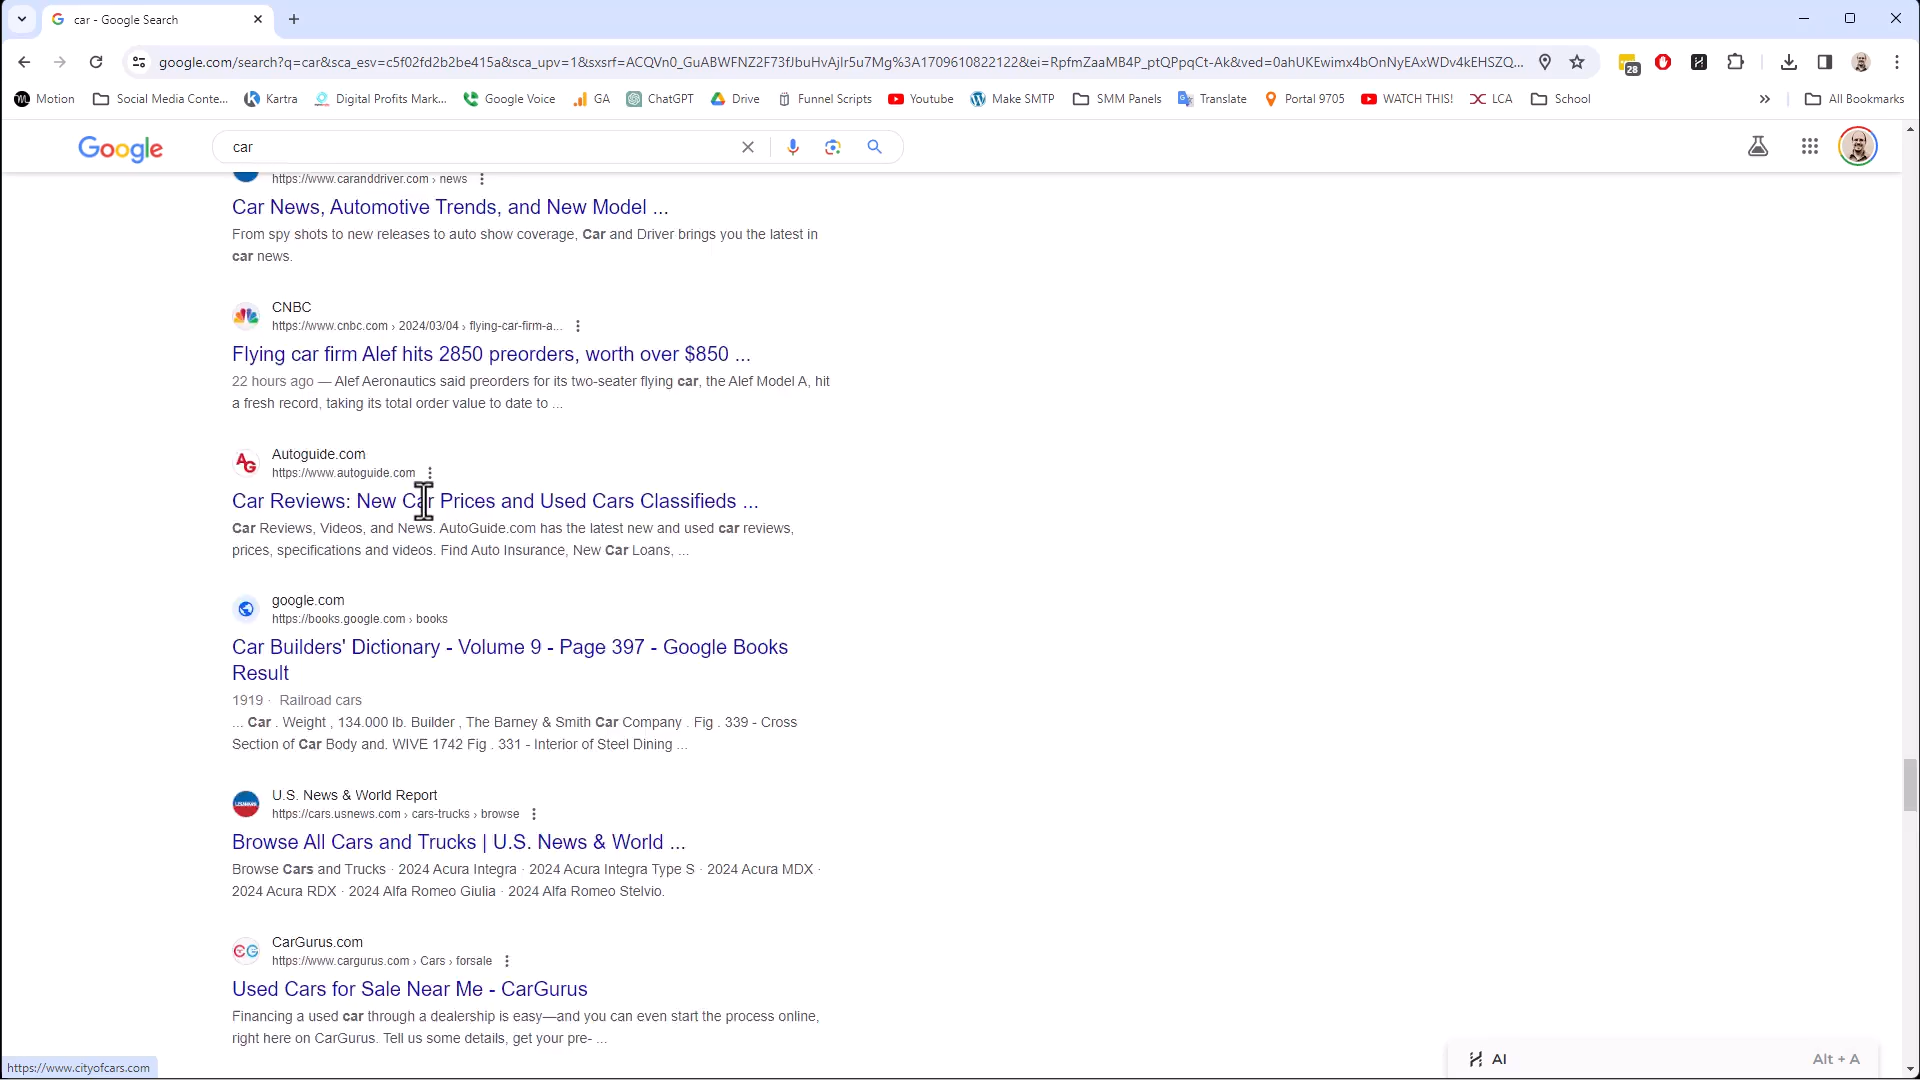 car - Google Search
google.com/search?q=car&sca_esv=c5f02fd2b2be415a&sca_upv=1&sxsrf=ACQVn0_GuABWFNZ2F73fJbuHvAjIr5u7Mg%3A1709610822122&ei=RpfmZaaMB4P_ptQPpqCt-Ak&ved=0ahUKEwimx4bOnNyEAxWDv4kEHSZQ...
28
Motion
Social Media Conte...
Kartra
Digital Profits Mark...
Google Voice
GA
ChatGPT
Drive
Funnel Scripts
Youtube
Make SMTP
SMM Panels
Translate
Portal 9705
WATCH THIS!
LCA
School
All Bookmarks
Google
car
https://www.caranddriver.com › news
Car News, Automotive Trends, and New Model ...
From spy shots to new releases to auto show coverage, Car and Driver brings you the latest in
car news.
CNBC
https://www.cnbc.com › 2024/03/04 › flying-car-firm-a...
Flying car firm Alef hits 2850 preorders, worth over $850 ...
22 hours ago — Alef Aeronautics said preorders for its two-seater flying car, the Alef Model A, hit
a fresh record, taking its total order value to date to ...
AG
Autoguide.com
https://www.autoguide.com
Car Reviews: New Car Prices and Used Cars Classifieds ...
Car Reviews, Videos, and News. AutoGuide.com has the latest new and used car reviews,
prices, specifications and videos. Find Auto Insurance, New Car Loans, ...
google.com
https://books.google.com › books
Car Builders' Dictionary - Volume 9 - Page 397 - Google Books
Result
1919 · Railroad cars
... Car . Weight , 134.000 lb. Builder , The Barney & Smith Car Company . Fig . 339 - Cross
Section of Car Body and. WIVE 1742 Fig . 331 - Interior of Steel Dining ...
U.S. News & World Report
https://cars.usnews.com › cars-trucks › browse
Browse All Cars and Trucks | U.S. News & World ...
Browse Cars and Trucks · 2024 Acura Integra · 2024 Acura Integra Type S · 2024 Acura MDX ·
2024 Acura RDX · 2024 Alfa Romeo Giulia · 2024 Alfa Romeo Stelvio.
CG
CarGurus.com
https://www.cargurus.com › Cars › forsale
Used Cars for Sale Near Me - CarGurus
Financing a used car through a dealership is easy—and you can even start the process online,
right here on CarGurus. Tell us some details, get your pre- ...
https://www.cityofcars.com
AI
Alt + A